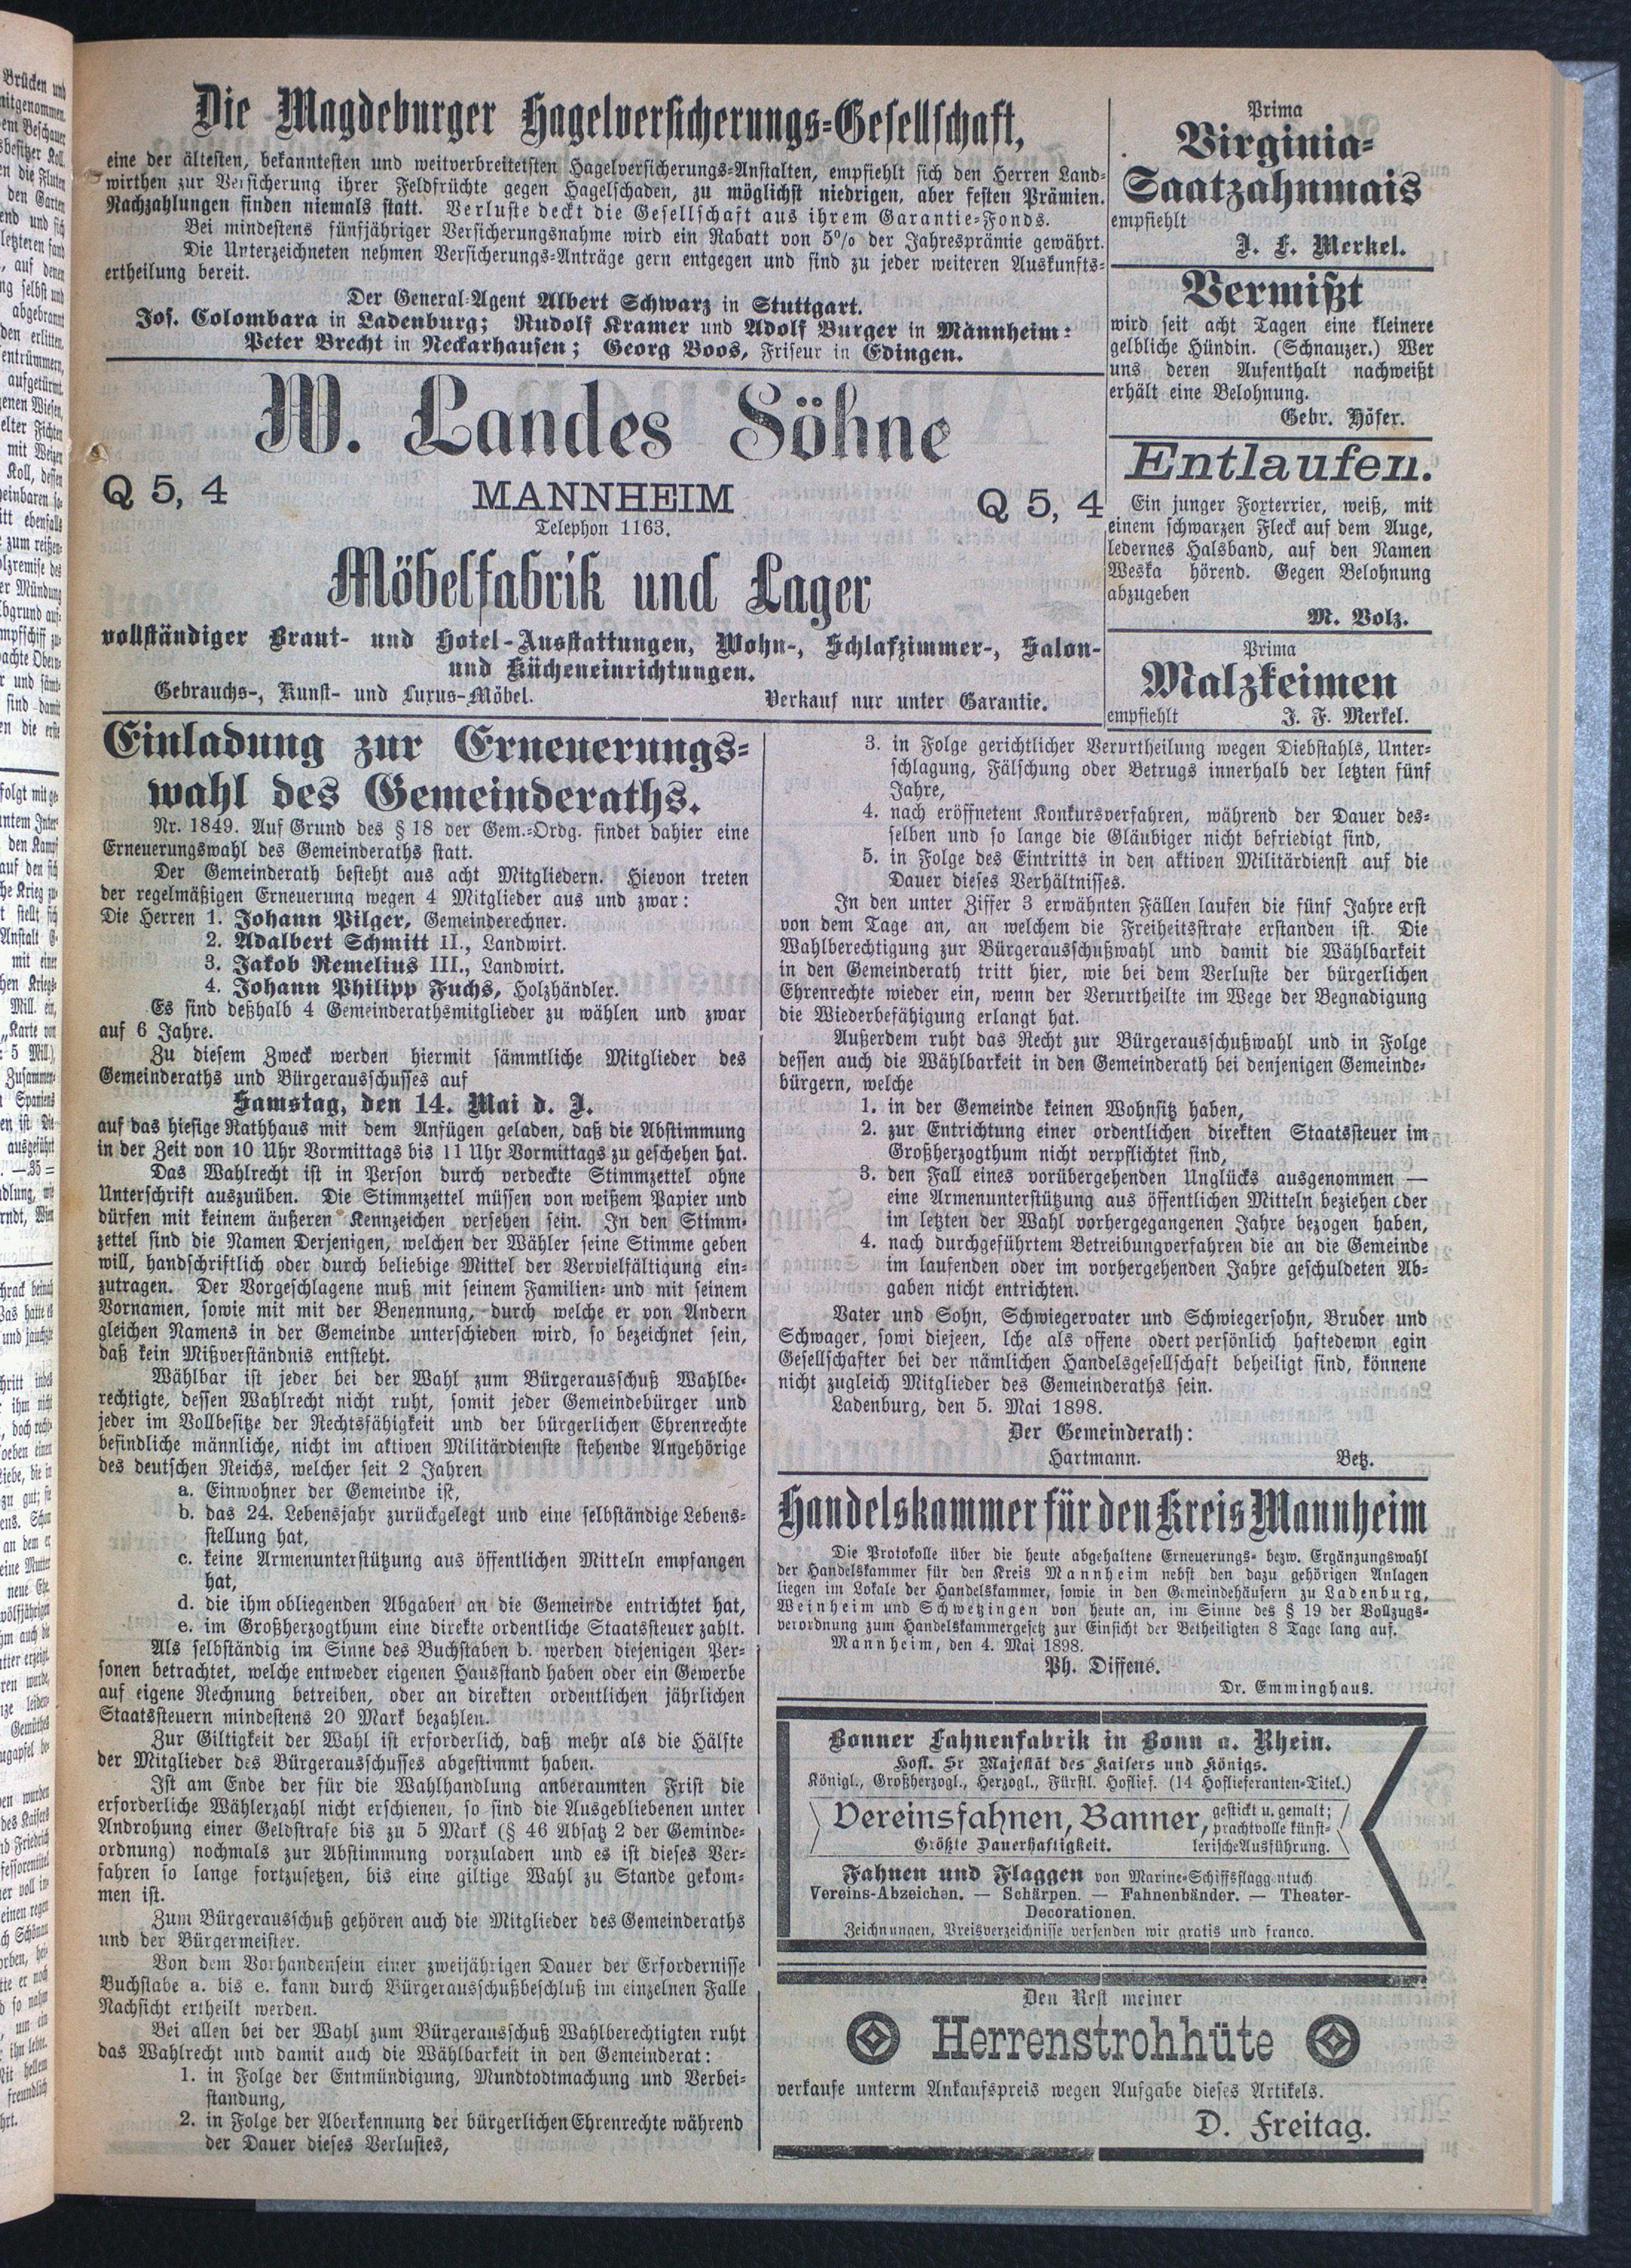 Die Magdeburger Hagelversicherungs-Gesellschaft,
eine der ältesten, bekanntesten und weitverbreitetsten Hagelversicherungs-Anstalten, empfiehlt sich den Herren Land-
wirthen zur Versicherung ihrer Feldfrüchte gegen Hagelschaden, zu möglichst niedrigen, aber festen Prämien.
Nachzahlungen finden niemals statt. Verluste deckt die Gesellschaft aus ihrem Garantie-Fonds.
Bei mindestens fünfjähriger Versicherungsnahme wird ein Rabatt von 5% der Jahresprämie gewährt.
Die Unterzeichneten nehmen Versicherungs-Anträge gern entgegen und sind zu jeder weiteren Auskunfts-
ertheilung bereit.
Der General-Agent Albert Schwarz in Stuttgart.
Jos. Colombara in Ladenburg; Rudolf Kramer und Adolf Burger in Mannheim:
Peter Brecht in Neckarhausen; Georg Boos, Friseur in Edingen.
W. Landes Söhne
Q 5, 4 MANNHEIM Q 5, 4
Telephon 1163.
Möbelfabrik und Lager
vollständiger Braut- und Hotel-Ausstattungen, Wohn-, Schlafzimmer-, Salon-
und Kücheneinrichtungen.
Gebrauchs-, Kunst- und Luxus-Möbel. Verkauf nur unter Garantie.
Prima
Virginia-
Saatzahnmais
empfiehlt
J. F. Merkel.
Vermißt
wird seit acht Tagen eine kleinere
gelbliche Hündin. (Schnauzer.) Wer
uns deren Aufenthalt nachweißt
erhält eine Belohnung.
Gebr. Höfer.
Entlaufen.
Ein junger Foxterrier, weiß, mit
einem schwarzen Fleck auf dem Auge,
ledernes Halsband, auf den Namen
Weska hörend. Gegen Belohnung
abzugeben
M. Volz.
Prima
Malzkeimen
empfiehlt J. F. Merkel.
Einladung zur Erneuerungs-
wahl des Gemeinderaths.
Nr. 1849. Auf Grund des § 18 der Gem.-Ordg. findet dahier eine
Erneuerungswahl des Gemeinderaths statt.
Der Gemeinderath besteht aus acht Mitgliedern. Hievon treten
der regelmäßigen Erneuerung wegen 4 Mitglieder aus und zwar:
Die Herren 1. Johann Pilger, Gemeinderechner.
2. Adalbert Schmitt II., Landwirt.
3. Jakob Remelius III., Landwirt.
4. Johann Philipp Fuchs, Holzhändler.
Es sind deßhalb 4 Gemeinderathsmitglieder zu wählen und zwar
auf 6 Jahre.
Zu diesem Zweck werden hiermit sämmtliche Mitglieder des
Gemeinderaths und Bürgerausschusses auf
Samstag, den 14. Mai d. J.
auf das hiesige Rathhaus mit dem Anfügen geladen, daß die Abstimmung
in der Zeit von 10 Uhr Vormittags bis 11 Uhr Vormittags zu geschehen hat.
Das Wahlrecht ist in Person durch verdeckte Stimmzettel ohne
Unterschrift auszuüben. Die Stimmzettel müssen von weißem Papier und
dürfen mit keinem äußeren Kennzeichen versehen sein. In den Stimm-
zettel sind die Namen Derjenigen, welchen der Wähler seine Stimme geben
will, handschriftlich oder durch beliebige Mittel der Vervielfältigung ein-
zutragen. Der Vorgeschlagene muß mit seinem Familien- und mit seinem
Vornamen, sowie mit mit der Benennung, durch welche er von Andern
gleichen Namens in der Gemeinde unterschieden wird, so bezeichnet sein,
daß kein Mißverständnis entsteht.
Wählbar ist jeder bei der Wahl zum Bürgerausschuß Wahlbe-
rechtigte, dessen Wahlrecht nicht ruht, somit jeder Gemeindebürger und
jeder im Vollbesitze der Rechtsfähigkeit und der bürgerlichen Ehrenrechte
befindliche männliche, nicht im aktiven Militärdienste stehende Angehörige
des deutschen Reichs, welcher seit 2 Jahren
a. Einwohner der Gemeinde ist,
b. das 24. Lebensjahr zurückgelegt und eine selbständige Lebens-
stellung hat,
c. keine Armenunterstützung aus öffentlichen Mitteln empfangen
hat,
d. die ihm obliegenden Abgaben an die Gemeinde entrichtet hat,
e. im Großherzogthum eine direkte ordentliche Staatssteuer zahlt.
Als selbständig im Sinne des Buchstaben b. werden diejenigen Per-
sonen betrachtet, welche entweder eigenen Hausstand haben oder ein Gewerbe
auf eigene Rechnung betreiben, oder an direkten ordentlichen jährlichen
Staatssteuern mindestens 20 Mark bezahlen.
Zur Giltigkeit der Wahl ist erforderlich, daß mehr als die Hälfte
der Mitglieder des Bürgerausschusses abgestimmt haben.
Ist am Ende der für die Wahlhandlung anberaumten Frist die
erforderliche Wählerzahl nicht erschienen, so sind die Ausgebliebenen unter
Androhung einer Geldstrafe bis zu 5 Mark (§ 46 Absatz 2 der Geminde-
ordnung) nochmals zur Abstimmung vorzuladen und es ist dieses Ver-
fahren so lange fortzusetzen, bis eine giltige Wahl zu Stande gekom-
men ist.
Zum Bürgerausschuß gehören auch die Mitglieder des Gemeinderaths
und der Bürgermeister.
Von dem Vorhandensein einer zweijährigen Dauer der Erfordernisse
Buchstabe a. bis e. kann durch Bürgerausschußbeschluß im einzelnen Falle
Nachsicht ertheilt werden.
Bei allen bei der Wahl zum Bürgerausschuß Wahlberechtigten ruht
das Wahlrecht und damit auch die Wählbarkeit in den Gemeinderat:
1. in Folge der Entmündigung, Mundtodtmachung und Verbei-
standung,
2. in Folge der Aberkennung der bürgerlichen Ehrenrechte während
der Dauer dieses Verlustes,
3. in Folge gerichtlicher Verurtheilung wegen Diebstahls, Unter-
schlagung, Fälschung oder Betrugs innerhalb der letzten fünf
Jahre,
4. nach eröffnetem Konkursverfahren, während der Dauer des-
selben und so lange die Gläubiger nicht befriedigt sind,
5. in Folge des Eintritts in den aktiven Militärdienst auf die
Dauer dieses Verhältnisses.
In den unter Ziffer 3 erwähnten Fällen laufen die fünf Jahre erst
von dem Tage an, an welchem die Freiheitsstrafe erstanden ist. Die
Wahlberechtigung zur Bürgerausschußwahl und damit die Wählbarkeit
in den Gemeinderath tritt hier, wie bei dem Verluste der bürgerlichen
Ehrenrechte wieder ein, wenn der Verurtheilte im Wege der Begnadigung
die Wiederbefähigung erlangt hat.
Außerdem ruht das Recht zur Bürgerausschußwahl und in Folge
dessen auch die Wählbarkeit in den Gemeinderath bei denjenigen Gemeinde-
bürgern, welche
1. in der Gemeinde keinen Wohnsitz haben,
2. zur Entrichtung einer ordentlichen direkten Staatssteuer im
Großherzogthum nicht verpflichtet sind,
3. den Fall eines vorübergehenden Unglücks ausgenommen —
eine Armenunterstützung aus öffentlichen Mitteln beziehen oder
im letzten der Wahl vorhergegangenen Jahre bezogen haben,
4. nach durchgeführtem Betreibungverfahren die an die Gemeinde
im laufenden oder im vorhergehenden Jahre geschuldeten Ab-
gaben nicht entrichten.
Vater und Sohn, Schwiegervater und Schwiegersohn, Bruder und
Schwager, sowi diejeen, lche als offene odert persönlich haftedewn egin
Gesellschafter bei der nämlichen Handelsgesellschaft beheiligt sind, könnene
nicht zugleich Mitglieder des Gemeinderaths sein.
Ladenburg, den 5. Mai 1898.
Der Gemeinderath:
Hartmann. Betz.
Handelskammer für den Kreis Mannheim
Die Protokolle über die heute abgehaltene Erneuerungs- bezw. Ergänzungswahl
der Handelskammer für den Kreis Mannheim nebst den dazu gehörigen Anlagen
liegen im Lokale der Handelskammer, sowie in den Gemeindehäusern zu Ladenburg,
Weinheim und Schwetzingen von heute an, im Sinne des § 19 der Vollzugs-
verordnung zum Handelskammergesetz zur Einsicht der Betheiligten 8 Tage lang auf.
Mannheim, den 4. Mai 1898.
Ph. Diffené.
Dr. Emminghaus.
Bonner Fahnenfabrik in Bonn a. Rhein.
Hofl. Sr Majestät des Kaisers und Königs.
Königl., Großherzogl., Herzogl., Fürstl. Hoflief. (14 Hoflieferanten-Titel.)
Vereinsfahnen, Banner, gestickt u. gemalt;
prachtvolle künst-
Größte Dauerhaftigkeit. lerische Ausführung.
Fahnen und Flaggen von Marine-Schiffsflaggentuch
Vereins-Abzeichen. — Schärpen. — Fahnenbänder. — Theater-
Decorationen.
Zeichnungen, Preisverzeichnisse versenden wir gratis und franco.
Den Rest meiner
Herrenstrohhüte
verkaufe unterm Ankaufspreis wegen Aufgabe dieses Artikels.
D. Freitag.